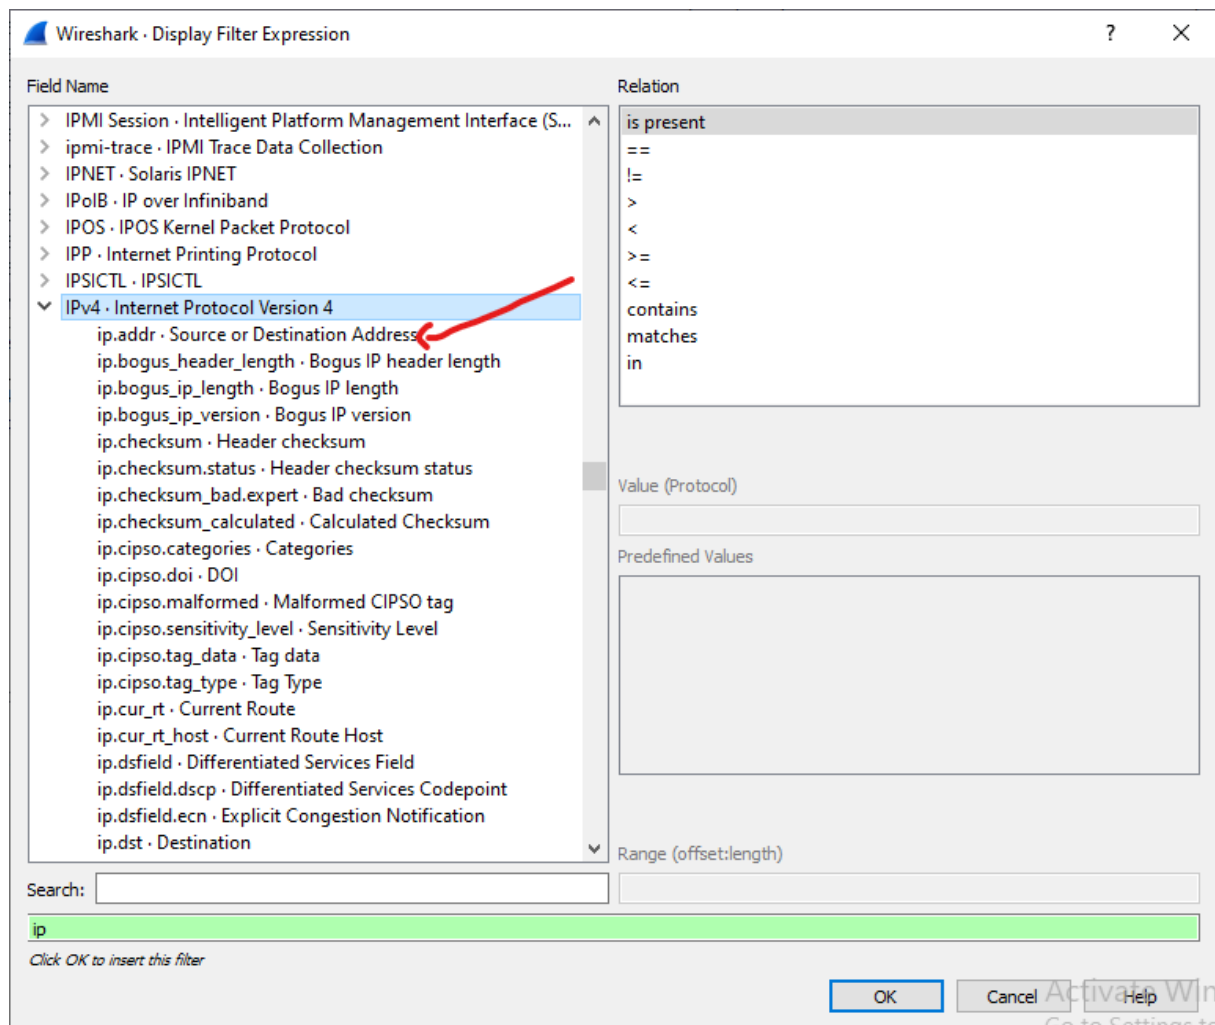 Wireshark · Display Filter Expression
?
Field Name
Relation
IPMI Session · Intelligent Platform Management Interface (S...
ipmi-trace · IPMI Trace Data Collection
IPNET · Solaris IPNET
IPoIB · IP over Infiniband
IPOS · IPOS Kernel Packet Protocol
IPP · Internet Printing Protocol
IPSICTL · IPSICTL
IPv4 · Internet Protocol Version 4
ip.addr · Source or Destination Address
ip.bogus_header_length · Bogus IP header length
ip.bogus_ip_length · Bogus IP length
ip.bogus_ip_version · Bogus IP version
ip.checksum · Header checksum
ip.checksum.status · Header checksum status
ip.checksum_bad.expert · Bad checksum
ip.checksum_calculated · Calculated Checksum
ip.cipso.categories · Categories
ip.cipso.doi · DOI
ip.cipso.malformed · Malformed CIPSO tag
ip.cipso.sensitivity_level · Sensitivity Level
ip.cipso.tag_data · Tag data
ip.cipso.tag_type · Tag Type
ip.cur_rt · Current Route
ip.cur_rt_host · Current Route Host
ip.dsfield · Differentiated Services Field
ip.dsfield.dscp · Differentiated Services Codepoint
ip.dsfield.ecn · Explicit Congestion Notification
ip.dst · Destination
is present
==
!=
>
<
>=
<=
contains
matches
in
Value (Protocol)
Predefined Values
Range (offset:length)
Search:
ip
Click OK to insert this filter
OK
Cancel
Help
Activate Win
Go to Settings to